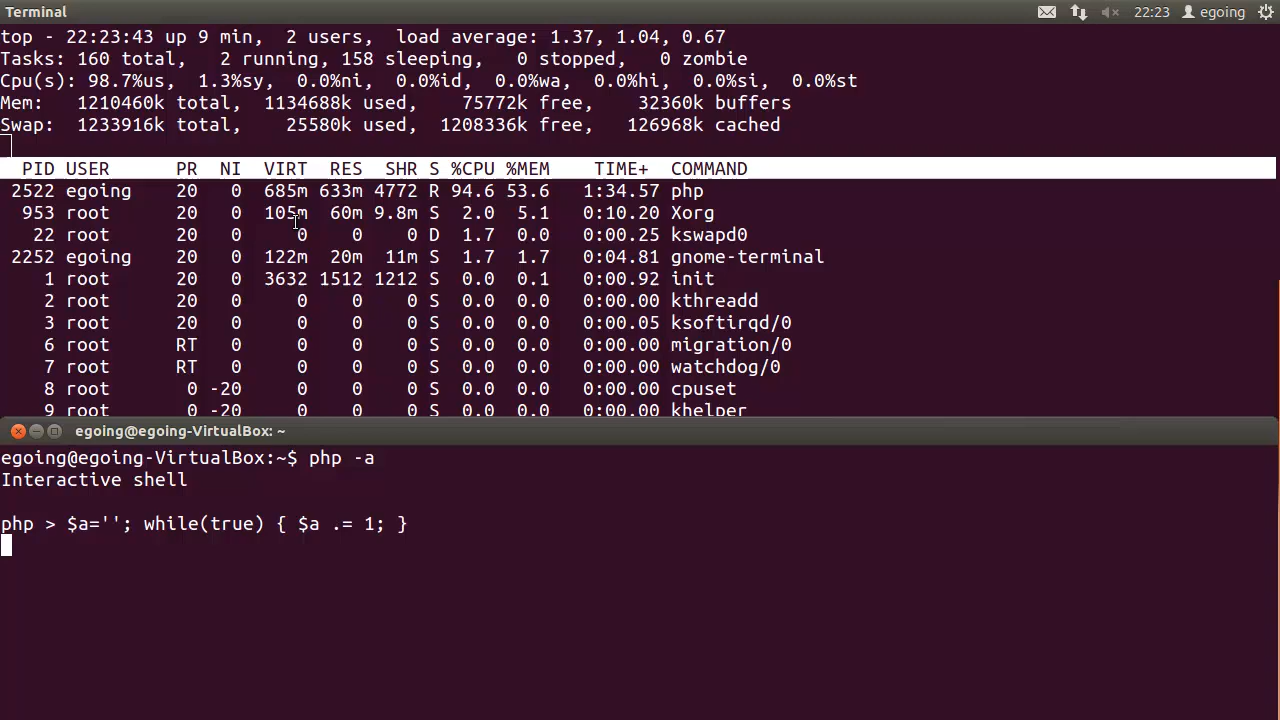 Terminal 22:23 egoing
top - 22:23:43 up 9 min,  2 users,  load average: 1.37, 1.04, 0.67
Tasks: 160 total,   2 running, 158 sleeping,   0 stopped,   0 zombie
Cpu(s): 98.7%us,  1.3%sy,  0.0%ni,  0.0%id,  0.0%wa,  0.0%hi,  0.0%si,  0.0%st
Mem:   1210460k total,  1134688k used,    75772k free,    32360k buffers
Swap:  1233916k total,    25580k used,  1208336k free,   126968k cached
PID USER      PR  NI  VIRT  RES  SHR S %CPU %MEM    TIME+  COMMAND
2522 egoing    20   0  685m 633m 4772 R 94.6 53.6   1:34.57 php
953 root      20   0  105m  60m 9.8m S  2.0  5.1   0:10.20 Xorg
22 root      20   0     0    0    0 D  1.7  0.0   0:00.25 kswapd0
2252 egoing    20   0  122m  20m  11m S  1.7  1.7   0:04.81 gnome-terminal
1 root      20   0  3632 1512 1212 S  0.0  0.1   0:00.92 init
2 root      20   0     0    0    0 S  0.0  0.0   0:00.00 kthreadd
3 root      20   0     0    0    0 S  0.0  0.0   0:00.05 ksoftirqd/0
6 root      RT   0     0    0    0 S  0.0  0.0   0:00.00 migration/0
7 root      RT   0     0    0    0 S  0.0  0.0   0:00.00 watchdog/0
8 root       0 -20     0    0    0 S  0.0  0.0   0:00.00 cpuset
9 root       0 -20     0    0    0 S  0.0  0.0   0:00.00 khelper
egoing@egoing-VirtualBox: ~
egoing@egoing-VirtualBox:~$ php -a
Interactive shell
php > $a=''; while(true) { $a .= 1; }